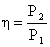 η = P₂ / P₁